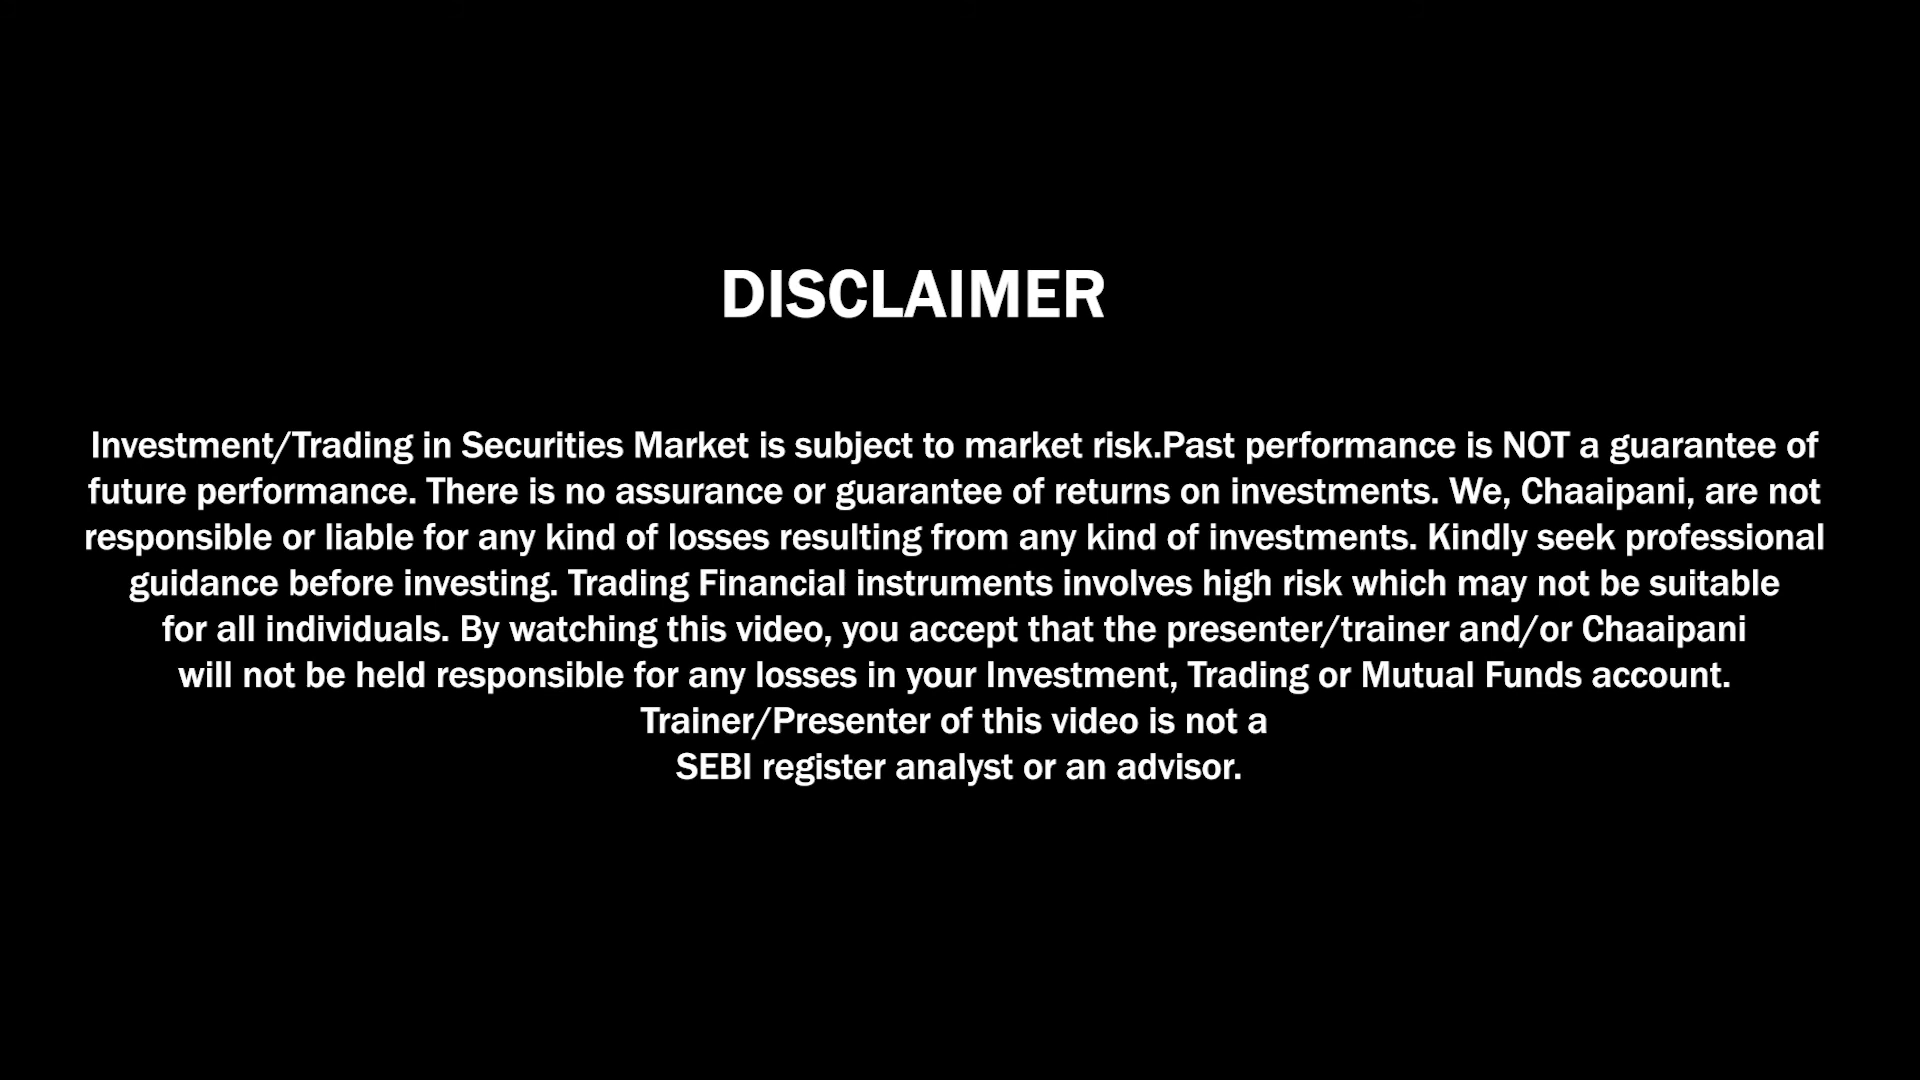 DISCLAIMER
Investment/Trading in Securities Market is subject to market risk.Past performance is NOT a guarantee of
future performance. There is no assurance or guarantee of returns on investments. We, Chaaipani, are not
responsible or liable for any kind of losses resulting from any kind of investments. Kindly seek professional
guidance before investing. Trading Financial instruments involves high risk which may not be suitable
for all individuals. By watching this video, you accept that the presenter/trainer and/or Chaaipani
will not be held responsible for any losses in your Investment, Trading or Mutual Funds account.
Trainer/Presenter of this video is not a
SEBI register analyst or an advisor.